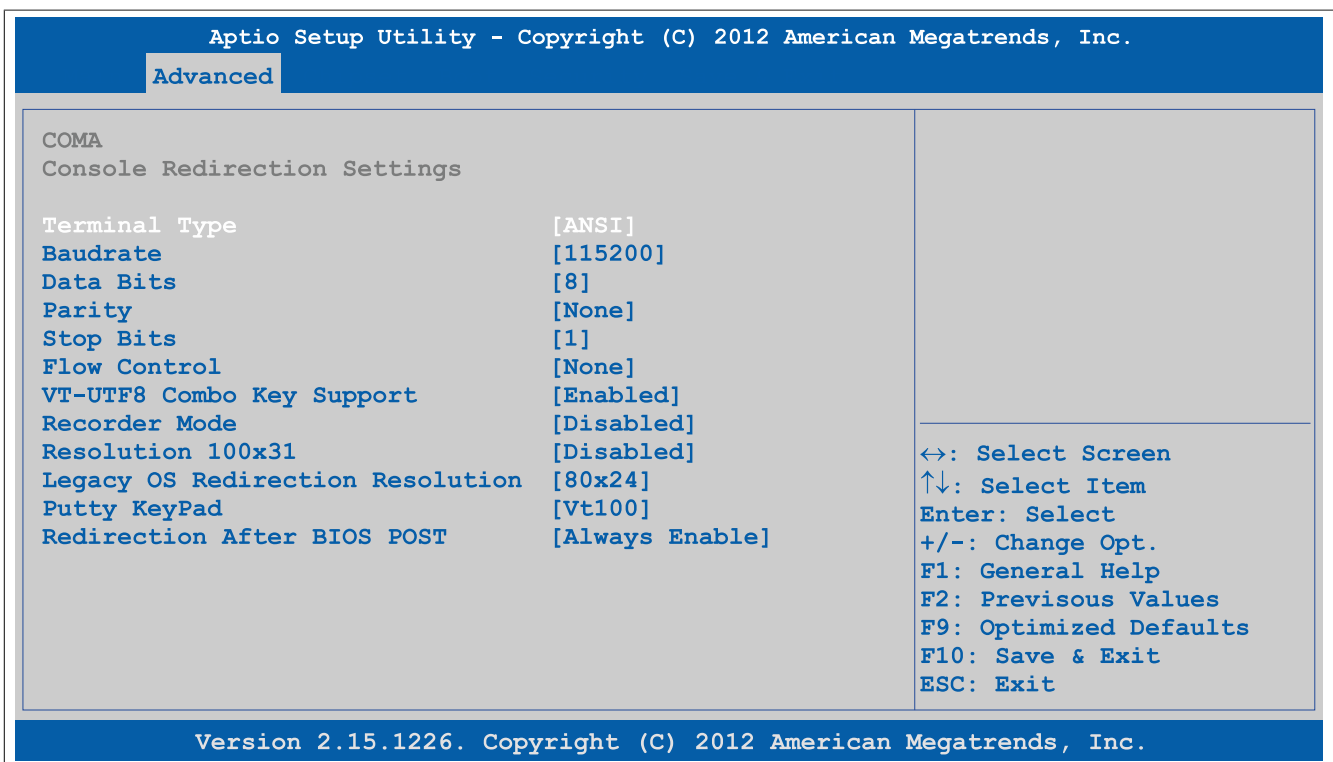 Aptio Setup Utility - Copyright (C) 2012 American Megatrends, Inc.
Advanced
COMA
Console Redirection Settings
Terminal Type [ANSI]
Baudrate [115200]
Data Bits [8]
Parity [None]
Stop Bits [1]
Flow Control [None]
VT-UTF8 Combo Key Support [Enabled]
Recorder Mode [Disabled]
Resolution 100x31 [Disabled]
Legacy OS Redirection Resolution [80x24]
Putty KeyPad [Vt100]
Redirection After BIOS POST [Always Enable]
↔: Select Screen
↑↓: Select Item
Enter: Select
+/-: Change Opt.
F1: General Help
F2: Previsous Values
F9: Optimized Defaults
F10: Save & Exit
ESC: Exit
Version 2.15.1226. Copyright (C) 2012 American Megatrends, Inc.